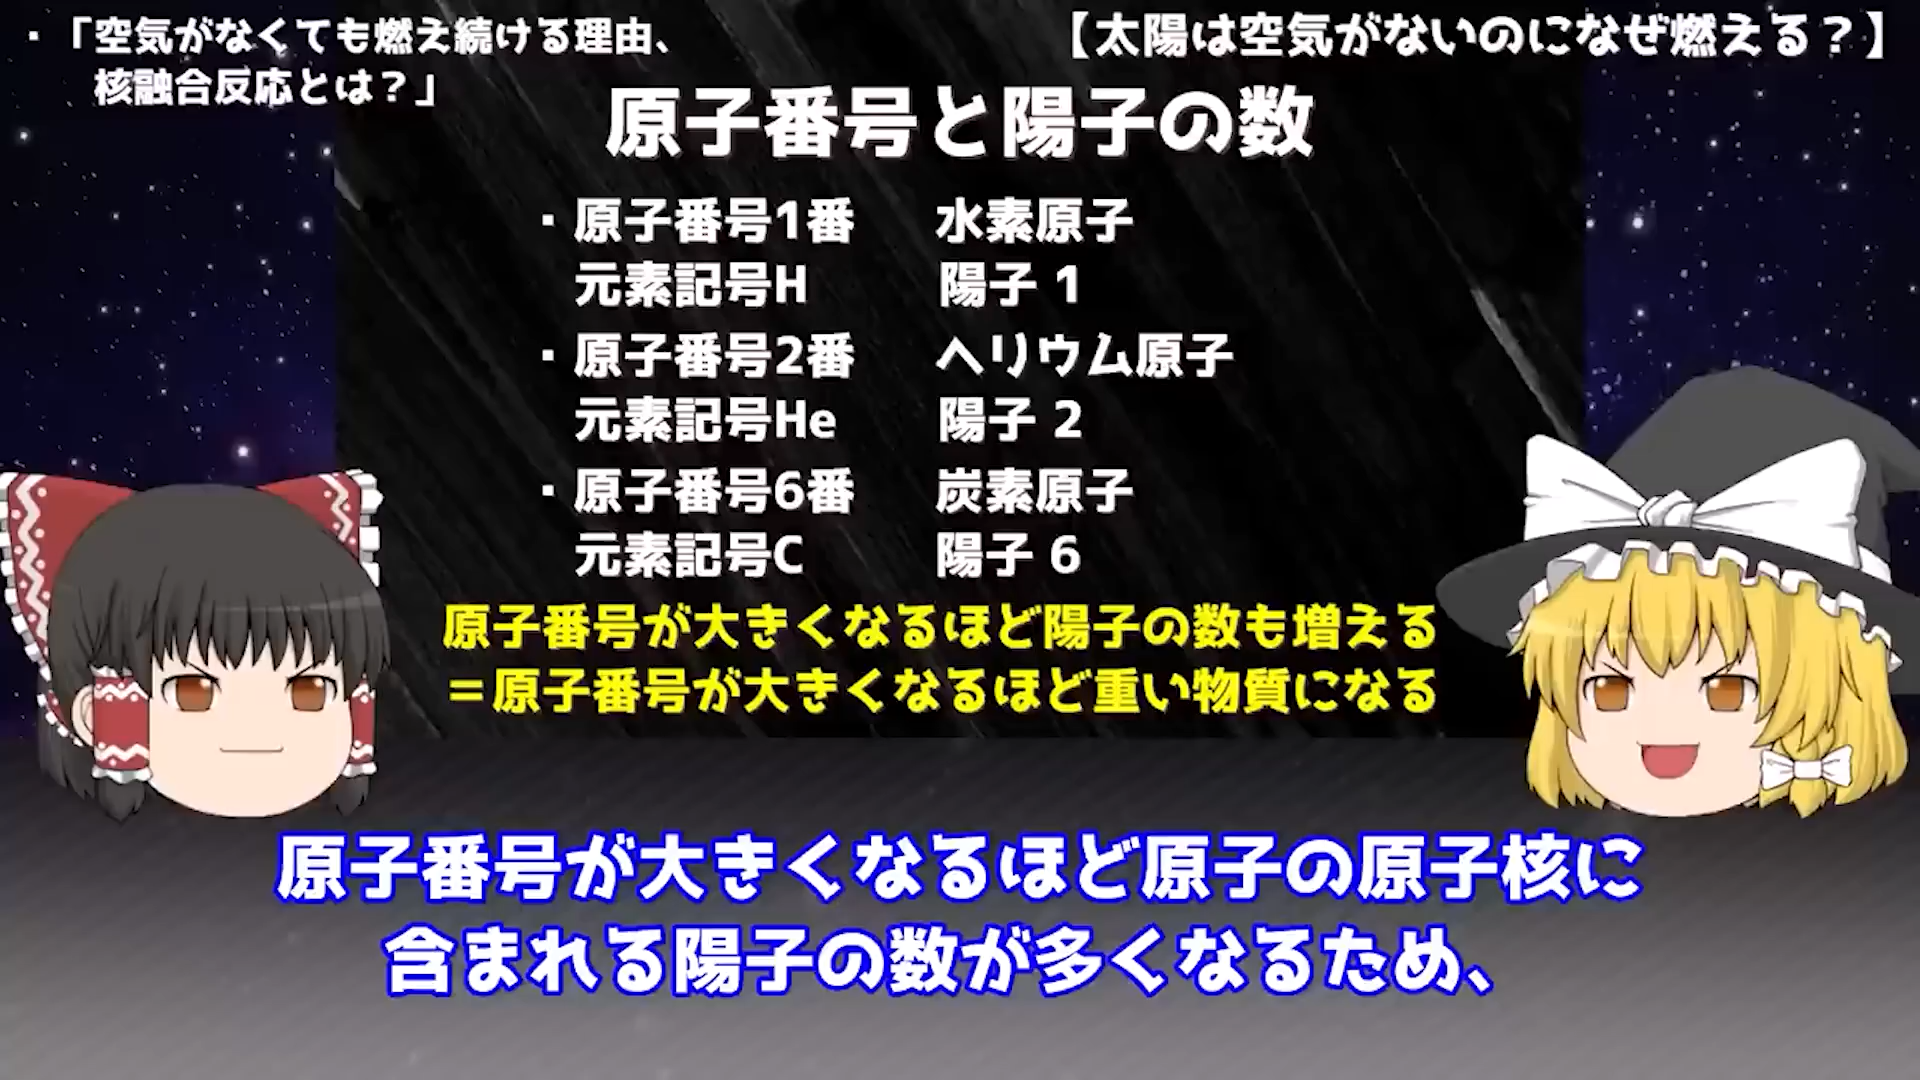 ・「空気がなくても燃え続ける理由、
核融合反応とは？」
【太陽は空気がないのになぜ燃える？】
原子番号と陽子の数
・原子番号1番 水素原子
元素記号H 陽子 1
・原子番号2番 ヘリウム原子
元素記号He 陽子 2
・原子番号6番 炭素原子
元素記号C 陽子 6
原子番号が大きくなるほど陽子の数も増える
＝原子番号が大きくなるほど重い物質になる
原子番号が大きくなるほど原子の原子核に
含まれる陽子の数が多くなるため、